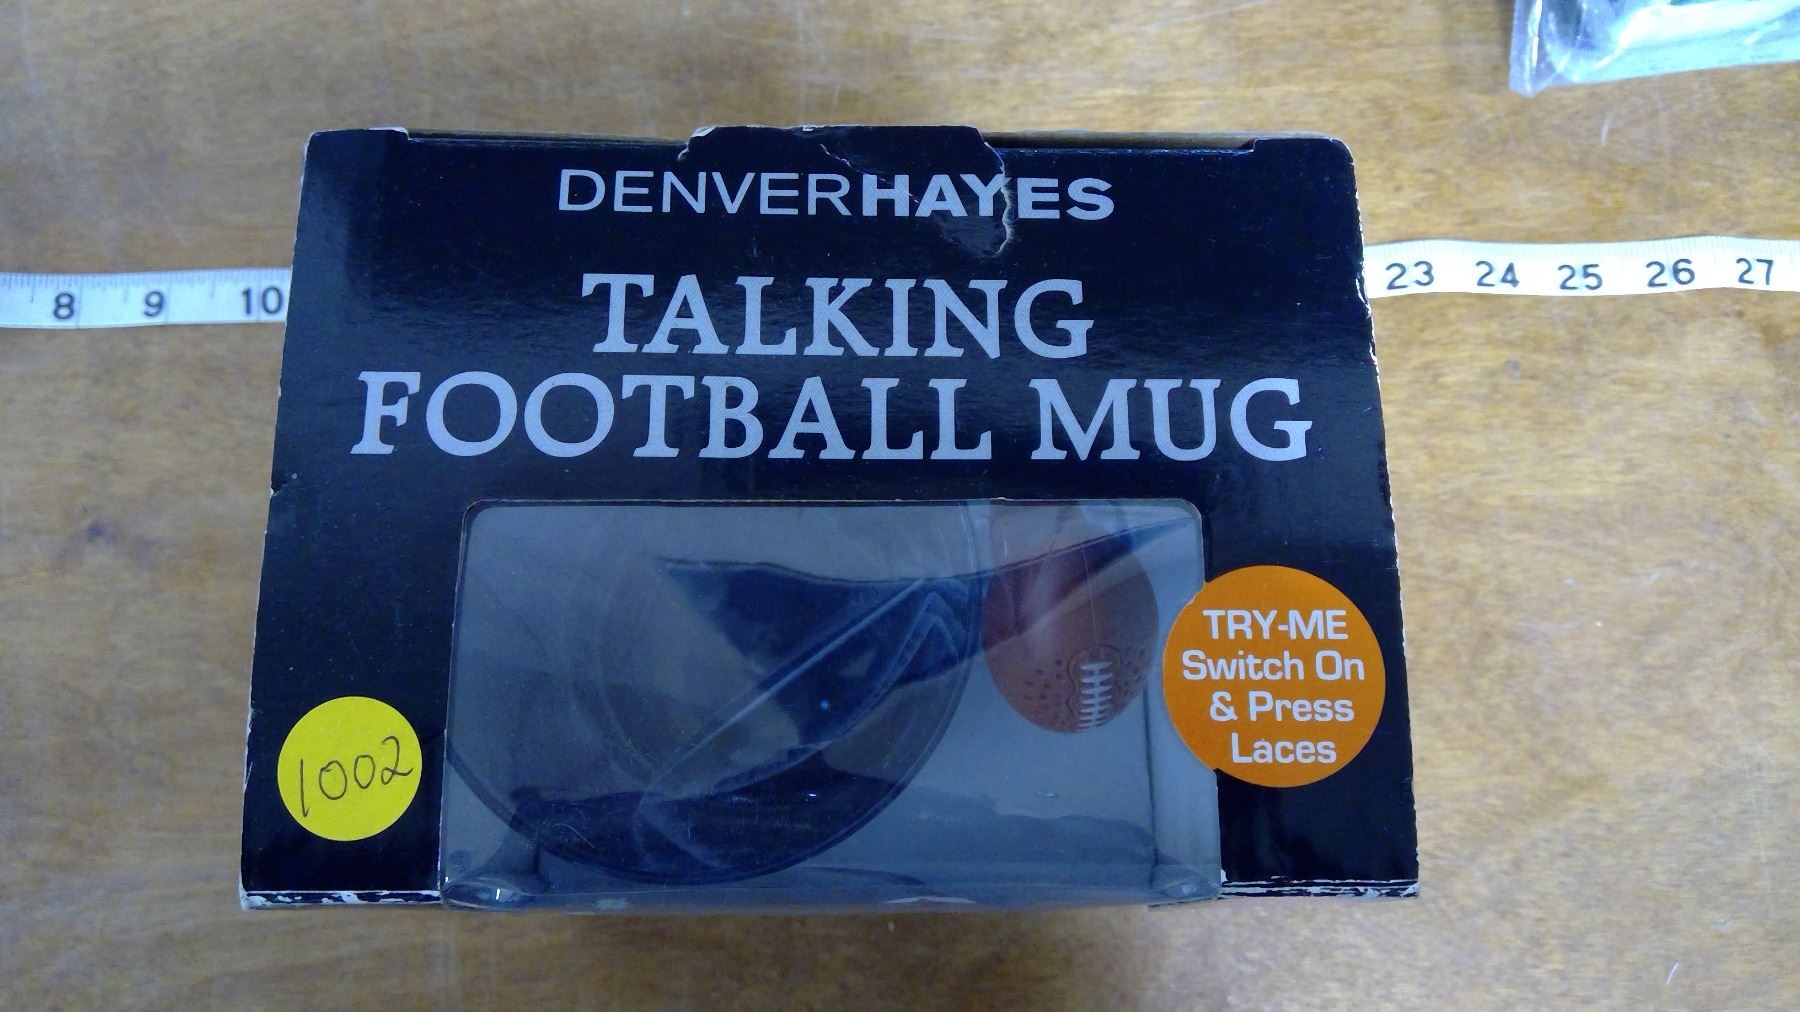 DENVERHAYES
TALKING
FOOTBALL MUG
8 9 10
23 24 25 26 27
TRY-ME
Switch On
& Press
Laces
1002